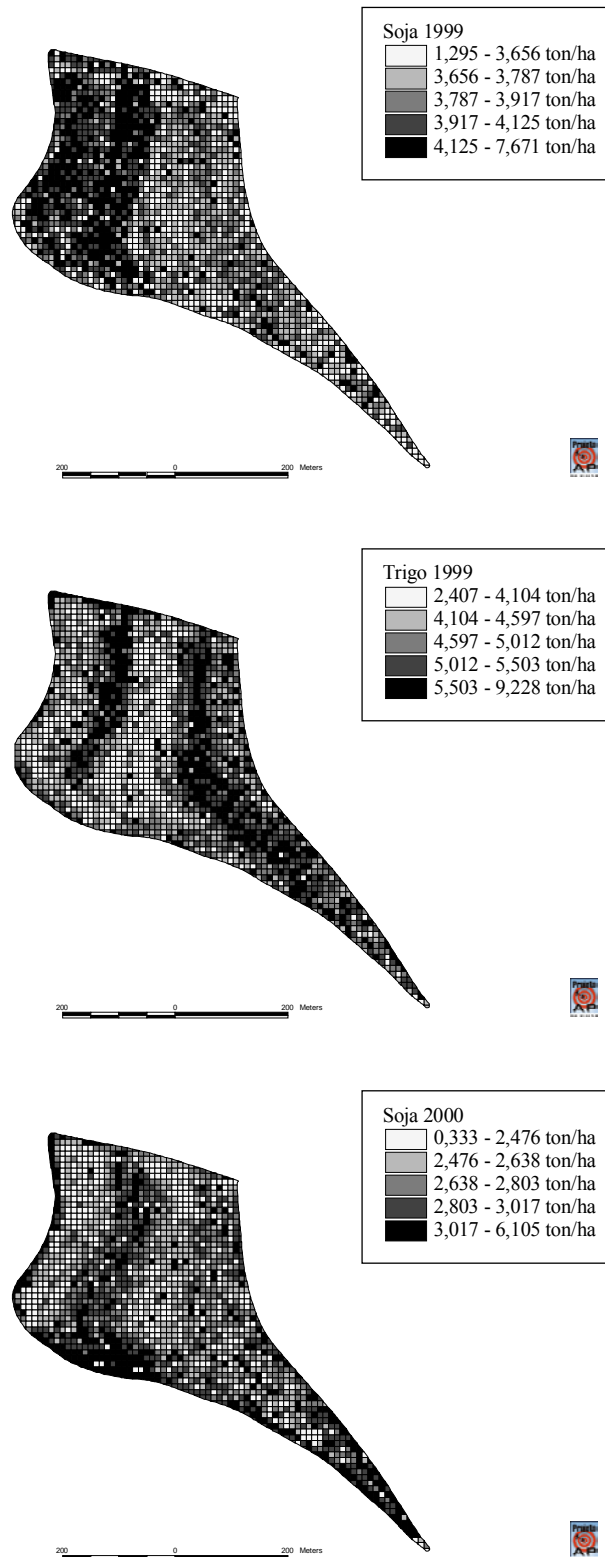 Soja 1999
1,295 - 3,656 ton/ha
3,656 - 3,787 ton/ha
3,787 - 3,917 ton/ha
3,917 - 4,125 ton/ha
4,125 - 7,671 ton/ha
200 0 200 Meters
AP
Trigo 1999
2,407 - 4,104 ton/ha
4,104 - 4,597 ton/ha
4,597 - 5,012 ton/ha
5,012 - 5,503 ton/ha
5,503 - 9,228 ton/ha
200 0 200 Meters
AP
Soja 2000
0,333 - 2,476 ton/ha
2,476 - 2,638 ton/ha
2,638 - 2,803 ton/ha
2,803 - 3,017 ton/ha
3,017 - 6,105 ton/ha
200 0 200 Meters
AP